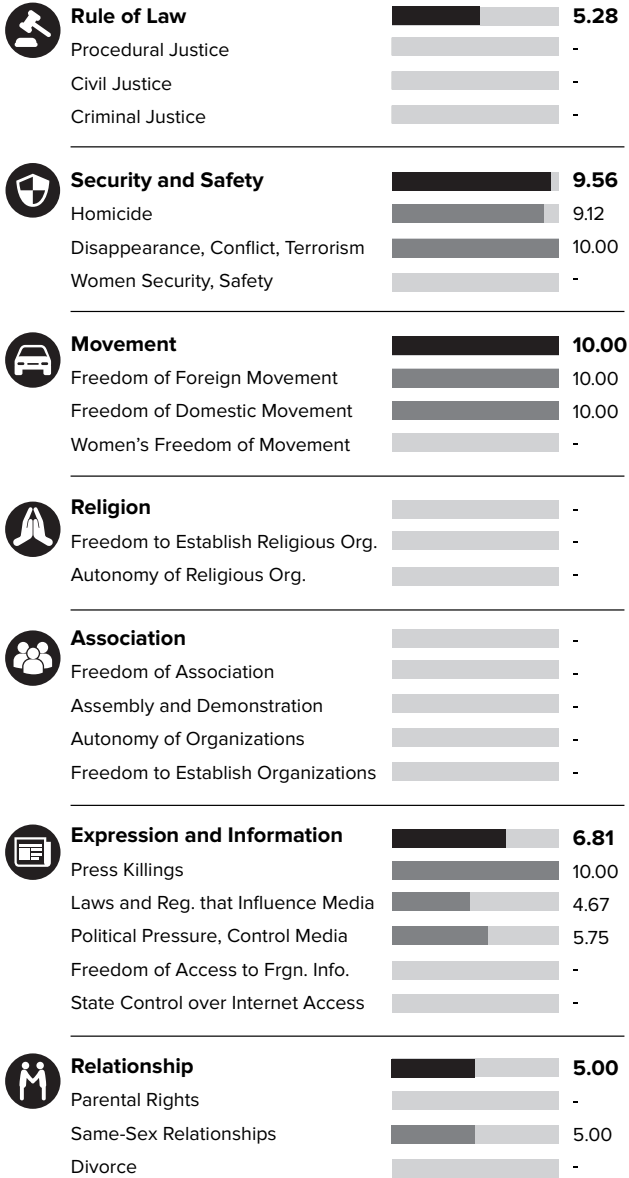 Rule of Law 5.28
Procedural Justice -
Civil Justice -
Criminal Justice -
Security and Safety 9.56
Homicide 9.12
Disappearance, Conflict, Terrorism 10.00
Women Security, Safety -
Movement 10.00
Freedom of Foreign Movement 10.00
Freedom of Domestic Movement 10.00
Women’s Freedom of Movement -
Religion -
Freedom to Establish Religious Org. -
Autonomy of Religious Org. -
Association -
Freedom of Association -
Assembly and Demonstration -
Autonomy of Organizations -
Freedom to Establish Organizations -
Expression and Information 6.81
Press Killings 10.00
Laws and Reg. that Influence Media 4.67
Political Pressure, Control Media 5.75
Freedom of Access to Frgn. Info. -
State Control over Internet Access -
Relationship 5.00
Parental Rights -
Same-Sex Relationships 5.00
Divorce -